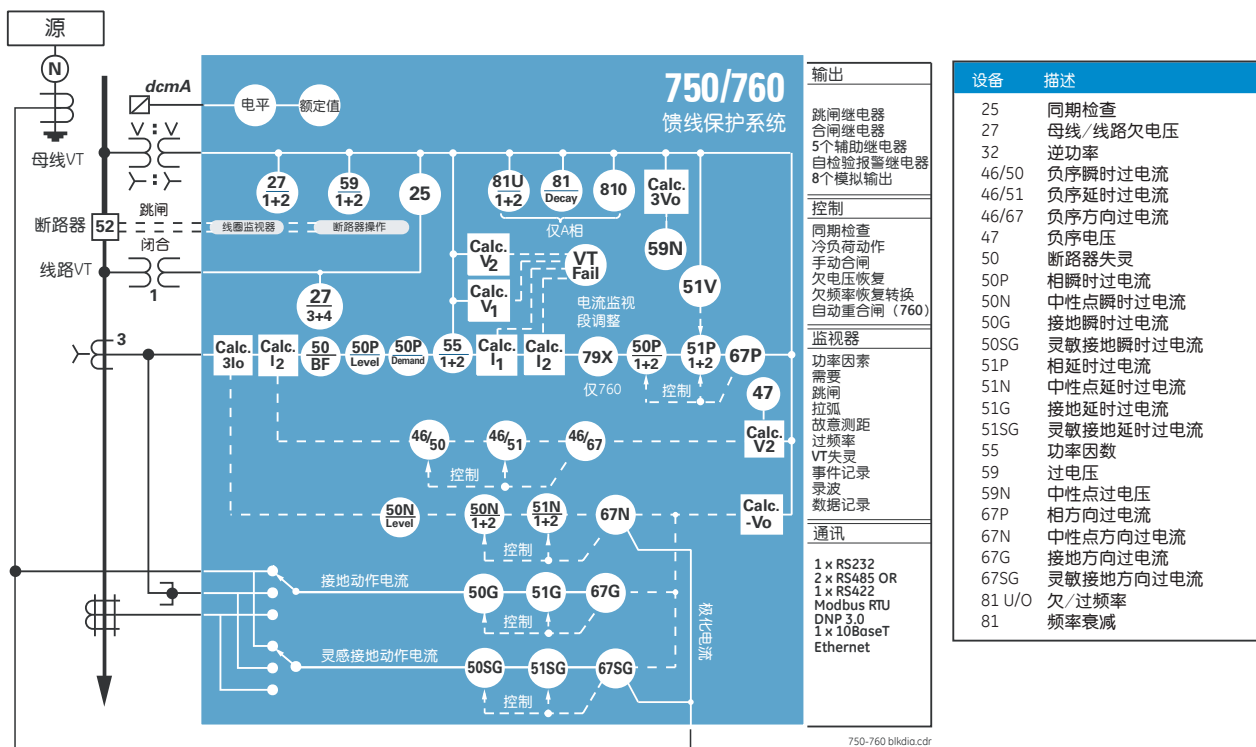 源
N
dcmA
电平
额定值
750/760
馈线保护系统
母线VT
27
1+2
59
1+2
25
81U
1+2
81
Decay
810
Calc.
3Vo
仅A相
59N
断路器
52
跳闸
线圈监视器
断路器操作
闭合
线路VT
1
27
3+4
Calc.
V2
Calc.
V1
VT
Fail
电流监视
段调整
51V
3
Calc.
3Io
Calc.
I2
50
BF
50P
Level
50P
Demand
55
1+2
Calc.
I1
Calc.
I2
79X
仅760
50P
1+2
51P
1+2
67P
控制
47
Calc.
V2
46/50
46/51
46/67
控制
50N
Level
50N
1+2
51N
1+2
67N
控制
Calc.
-Vo
接地动作电流
50G
51G
67G
控制
极化电流
灵感接地动作电流
50SG
51SG
67SG
控制
输出
跳闸继电器
合闸继电器
5个辅助继电器
自检验报警继电器
8个模拟输出
控制
同期检查
冷负荷动作
手动合闸
欠电压恢复
欠频率恢复转换
自动重合闸（760）
监视器
功率因素
需要
跳闸
拉弧
故意测距
过频率
VT失灵
事件记录
录波
数据记录
通讯
1 x RS232
2 x RS485 OR
1 x RS422
Modbus RTU
DNP 3.0
1 x 10BaseT
Ethernet
750-760 blkdia.cdr
设备 描述
25 同期检查
27 母线/线路欠电压
32 逆功率
46/50 负序瞬时过电流
46/51 负序延时过电流
46/67 负序方向过电流
47 负序电压
50 断路器失灵
50P 相瞬时过电流
50N 中性点瞬时过电流
50G 接地瞬时过电流
50SG 灵敏接地瞬时过电流
51P 相延时过电流
51N 中性点延时过电流
51G 接地延时过电流
51SG 灵敏接地延时过电流
55 功率因数
59 过电压
59N 中性点过电压
67P 相方向过电流
67N 中性点方向过电流
67G 接地方向过电流
67SG 灵敏接地方向过电流
81 U/O 欠/过频率
81 频率衰减